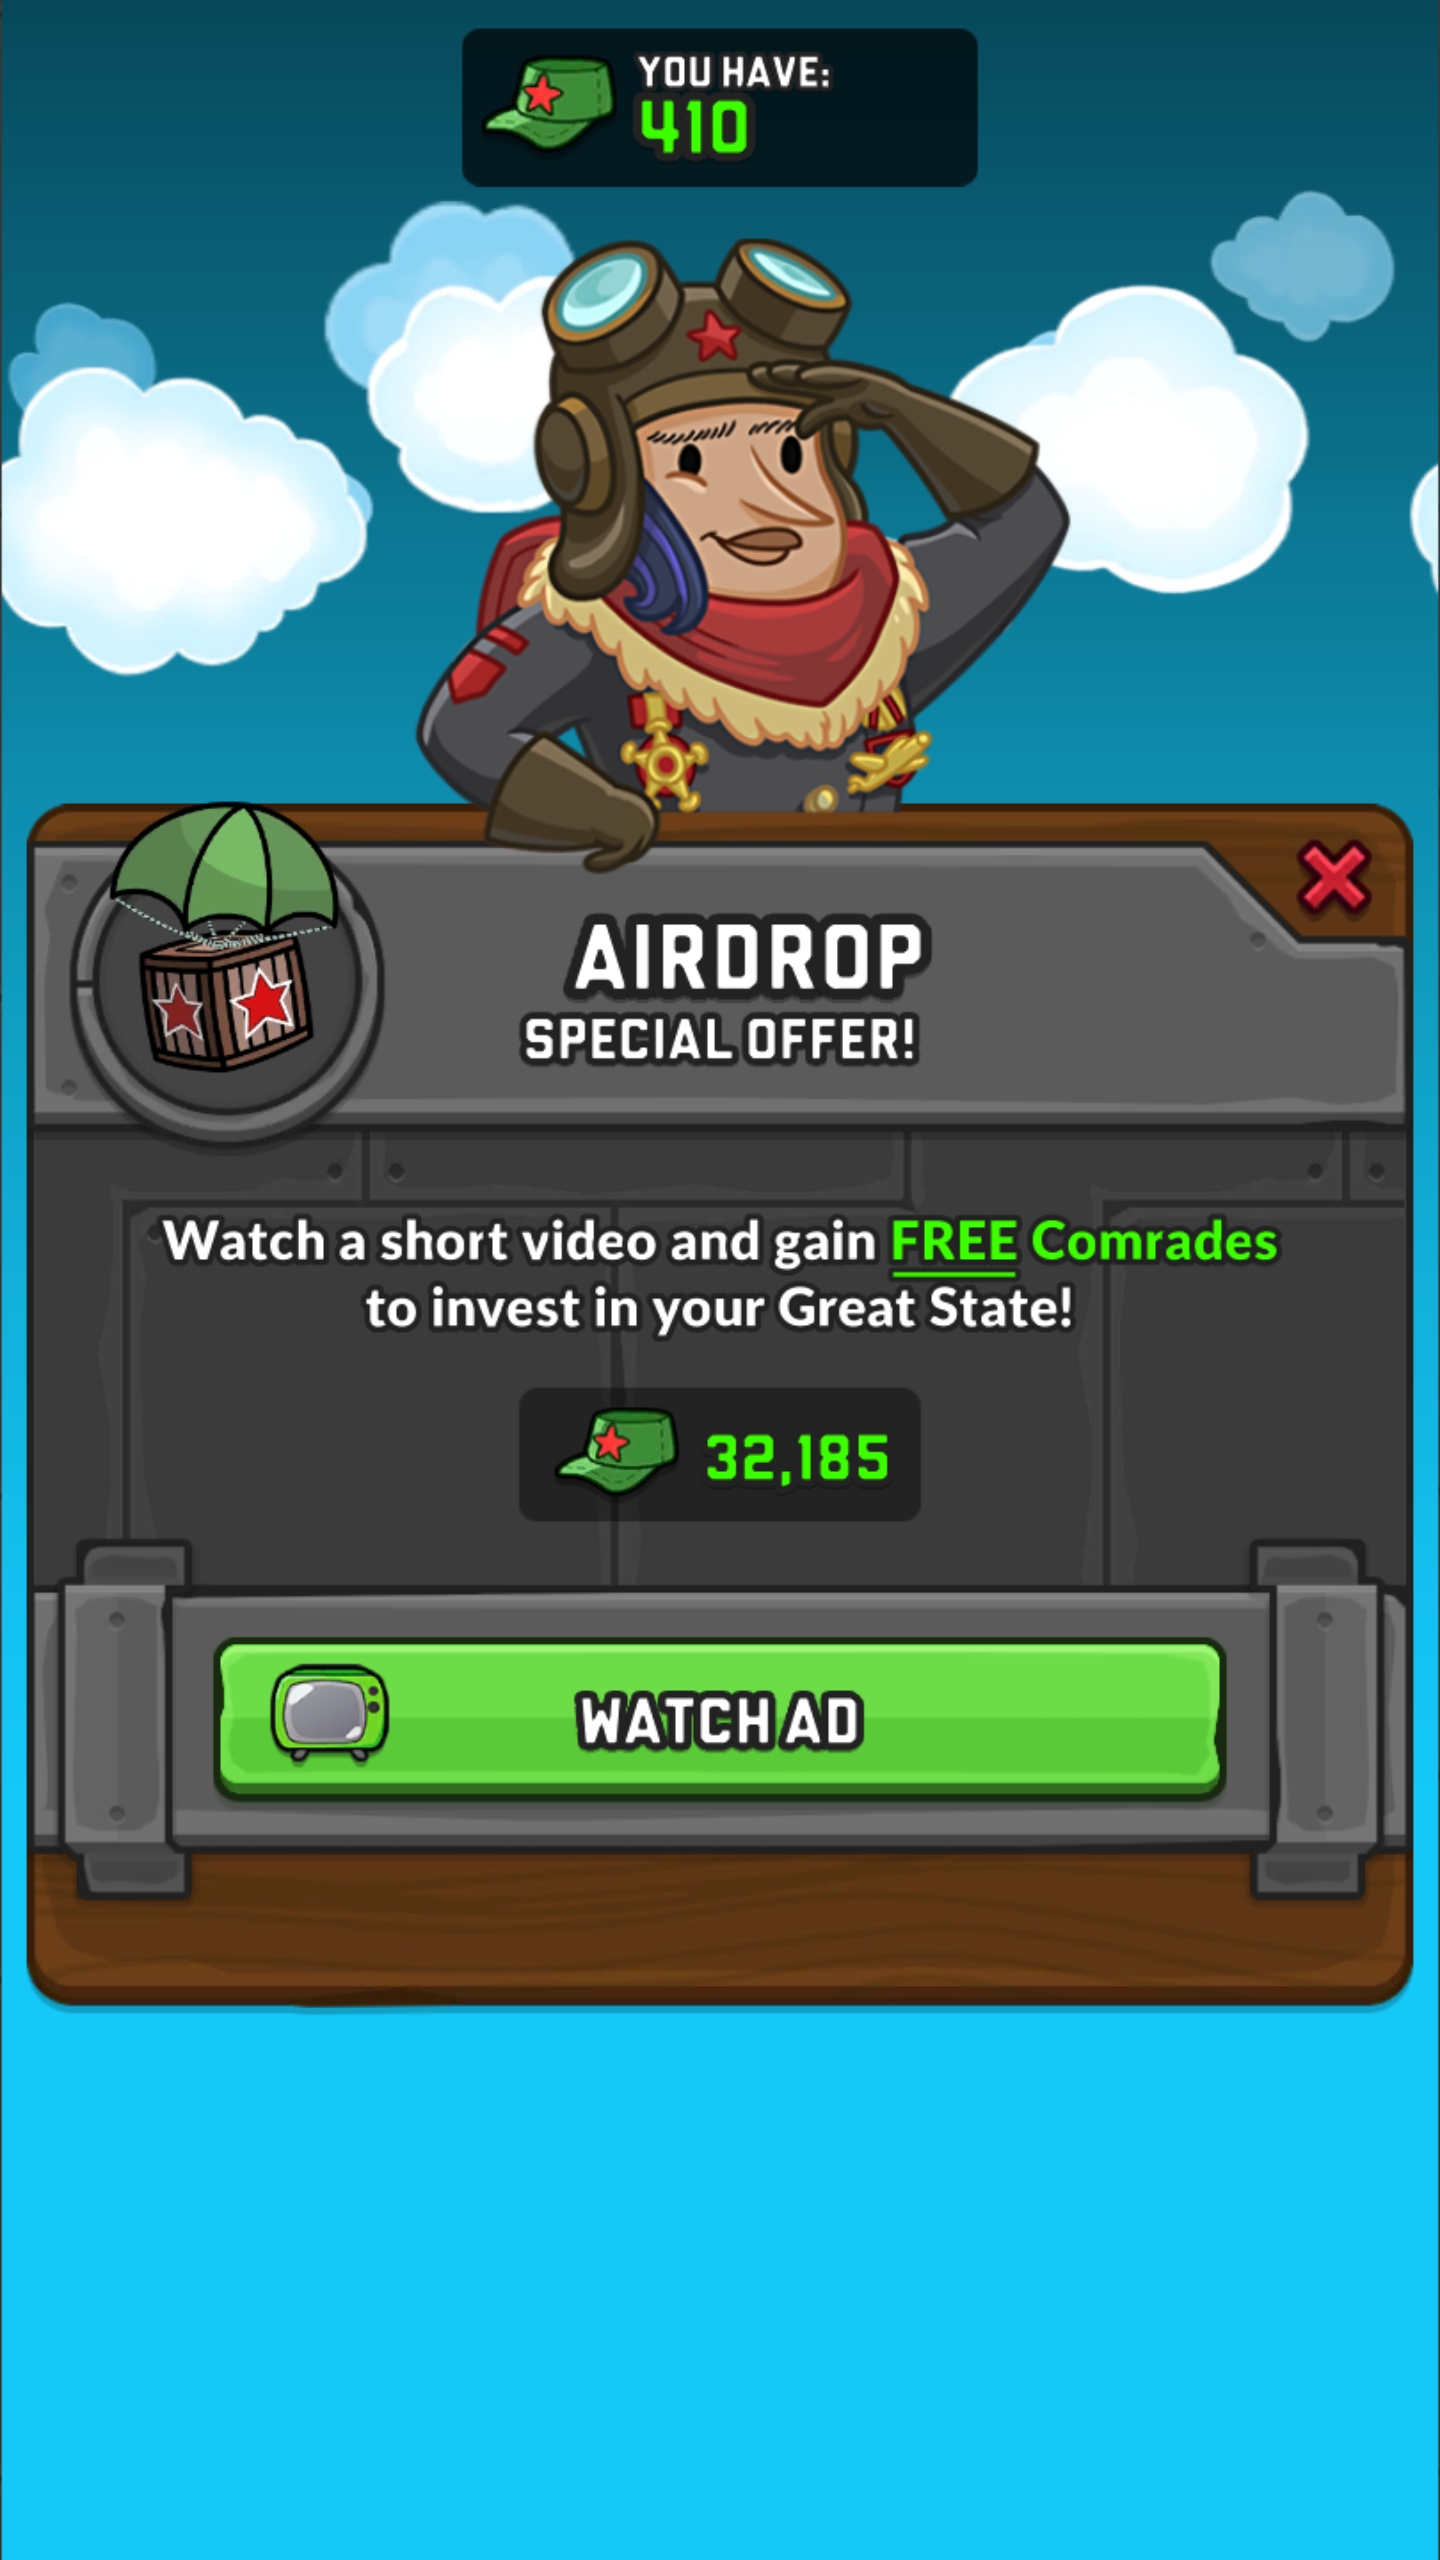 YOU HAVE:
410
AIRDROP
SPECIAL OFFER!
Watch a short video and gain FREE Comrades
to invest in your Great State!
32,185
WATCH AD